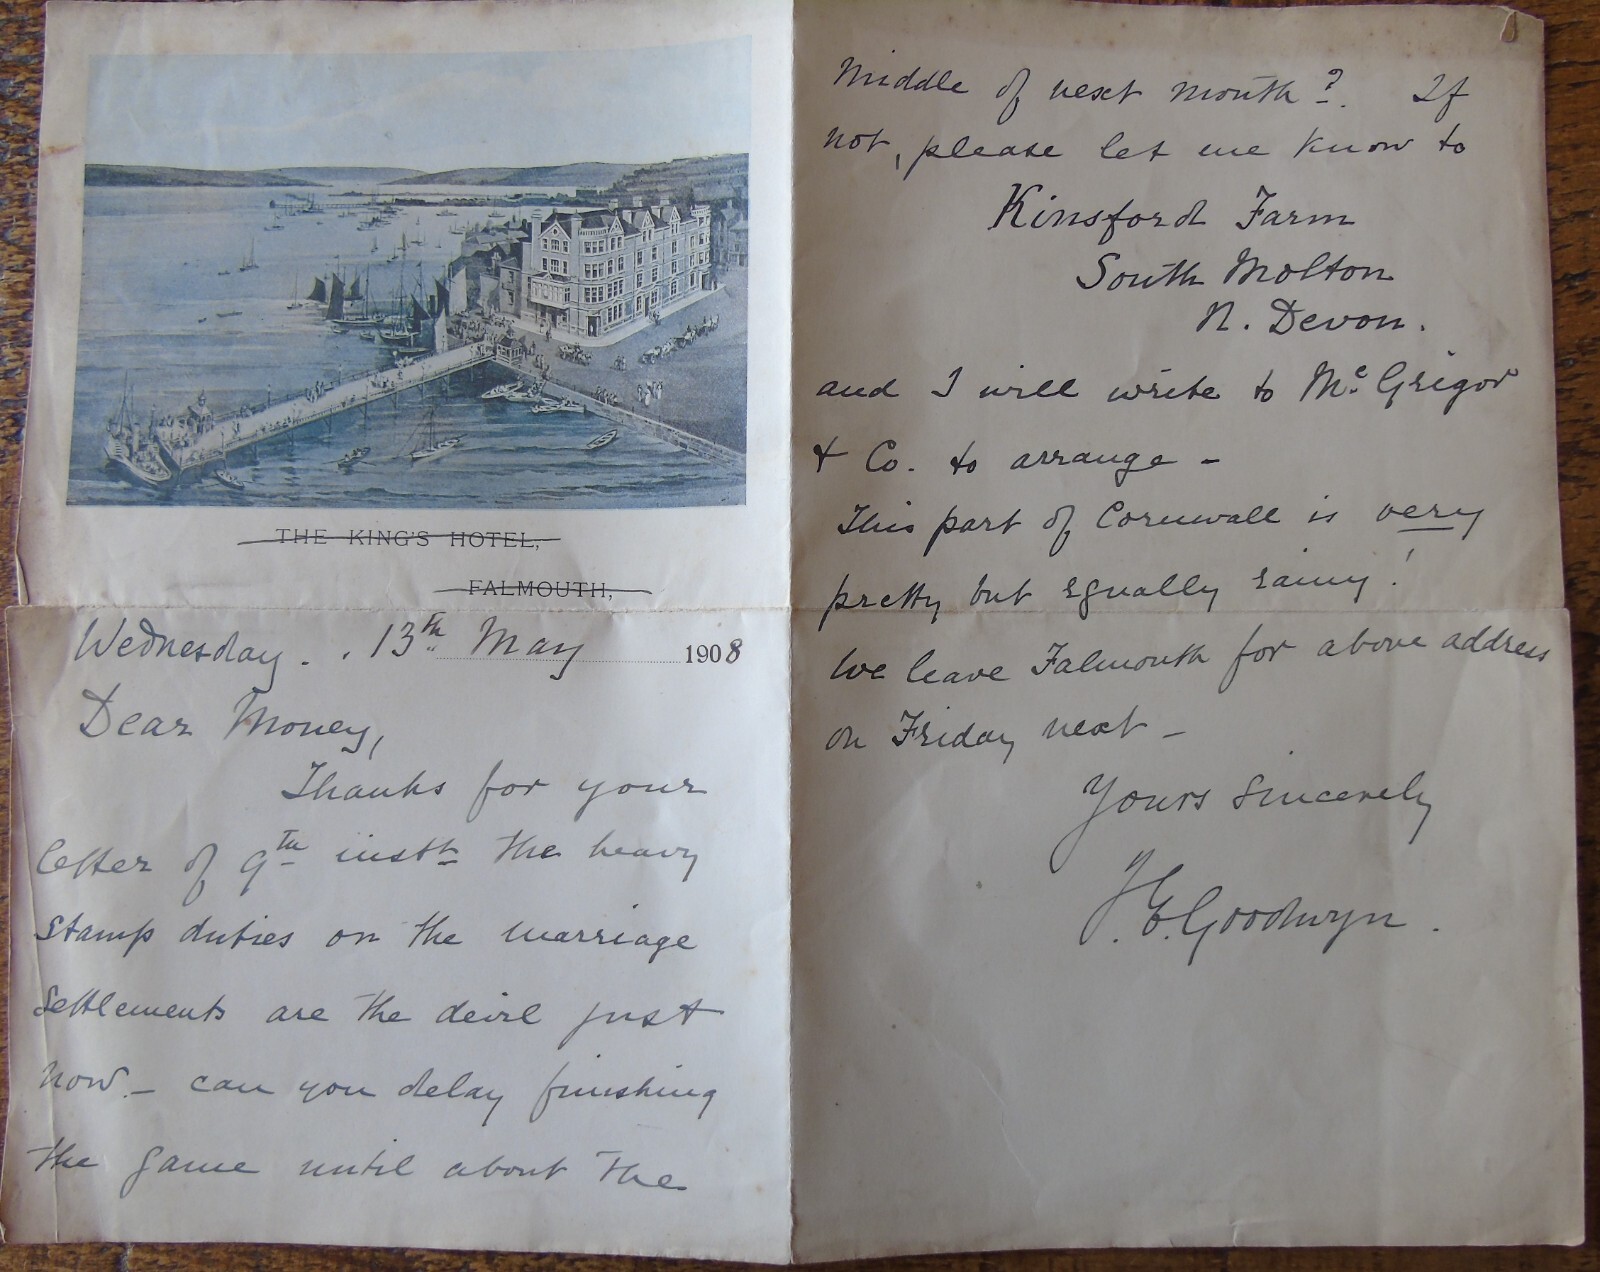 THE KING'S HOTEL,
FALMOUTH,
Wednesday. . 13th May 1908
Dear Money,
Thanks for your
letter of 9th instt the heavy
stamp duties on the marriage
settlements are the devil just
now. — can you delay finishing
the game until about the
middle of next month?. If
not, please let me know to
Kinsford Farm
South Molton
N. Devon.
and I will write to Mc Grigor
& Co. to arrange –
This part of Cornwall is very
pretty but equally rainy!
We leave Falmouth for above address
on Friday next –
Yours sincerely
E. Goodwyn.